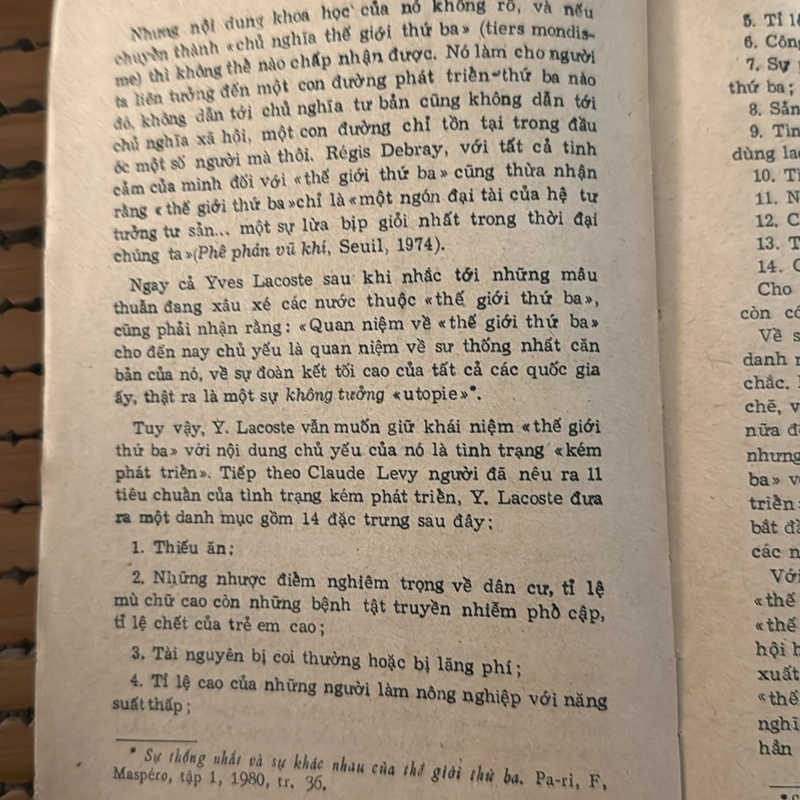 Nhưng nội dung khoa học của nó không rõ, và nếu
chuyển thành «chủ nghĩa thế giới thứ ba» (tiers mondis-
me) thì không thể nào chấp nhận được. Nó làm cho người
ta liên tưởng đến một con đường phát triển thứ ba nào
đó, không dẫn tới chủ nghĩa tư bản cũng không dẫn tới
chủ nghĩa xã hội, một con đường chỉ tồn tại trong đầu
óc một số người mà thôi. Régis Debray, với tất cả tình
cảm của mình đối với «thế giới thứ ba» cũng thừa nhận
rằng «thế giới thứ ba» chỉ là «một ngón đại tài của hệ tư
tưởng tư sản... một sự lừa bịp giỏi nhất trong thời đại
chúng ta» (Phê phán vũ khí, Seuil, 1974).
Ngay cả Yves Lacoste sau khi nhắc tới những mâu
thuẫn đang xâu xé các nước thuộc «thế giới thứ ba»,
cũng phải nhận rằng: «Quan niệm về «thế giới thứ ba»
cho đến nay chủ yếu là quan niệm về sư thống nhất căn
bản của nó, về sự đoàn kết tối cao của tất cả các quốc gia
ấy, thật ra là một sự không tưởng «utopie»*.
Tuy vậy, Y. Lacoste vẫn muốn giữ khái niệm «thế giới
thứ ba» với nội dung chủ yếu của nó là tình trạng «kém
phát triển». Tiếp theo Claude Levy người đã nêu ra 11
tiêu chuẩn của tình trạng kém phát triển, Y. Lacoste đưa
ra một danh mục gồm 14 đặc trưng sau đây:
1. Thiếu ăn;
2. Những nhược điểm nghiêm trọng về dân cư, tỉ lệ
mù chữ cao còn những bệnh tật truyền nhiễm phổ cập,
tỉ lệ chết của trẻ em cao;
3. Tài nguyên bị coi thường hoặc bị lãng phí;
4. Tỉ lệ cao của những người làm nông nghiệp với năng
suất thấp;
* Sự thống nhất và sự khác nhau của thế giới thứ ba. Pa-ri, F,
Maspéro, tập 1, 1980, tr. 36.
5. Tỉ lệ
6. Công
7. Sự
thứ ba;
8. Sản
9. Tìn
dùng lao
10. T
11. N
12. C
13. T
14. C
Cho
còn có
Về s
danh m
chắc.
chẽ, v
nữa đ
nhưng
ba» v
triển»
bắt đầ
các n
Với
«thế
«thế
hội h
xuất
«thế
nghĩ
hẳn